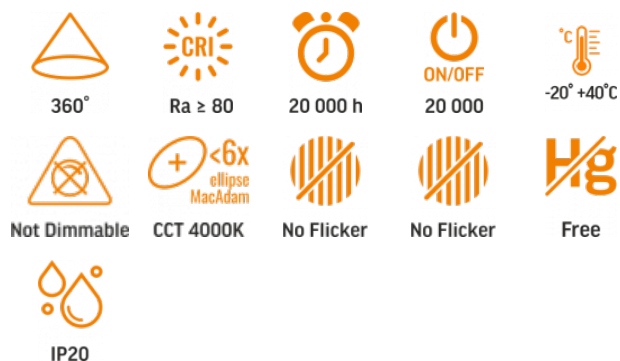 CRI
ON/OFF
°C
360°
Ra ≥ 80
20 000 h
20 000
-20° +40°C
<6x
ellipse
MacAdam
Hg
Not Dimmable
CCT 4000K
No Flicker
No Flicker
Free
IP20